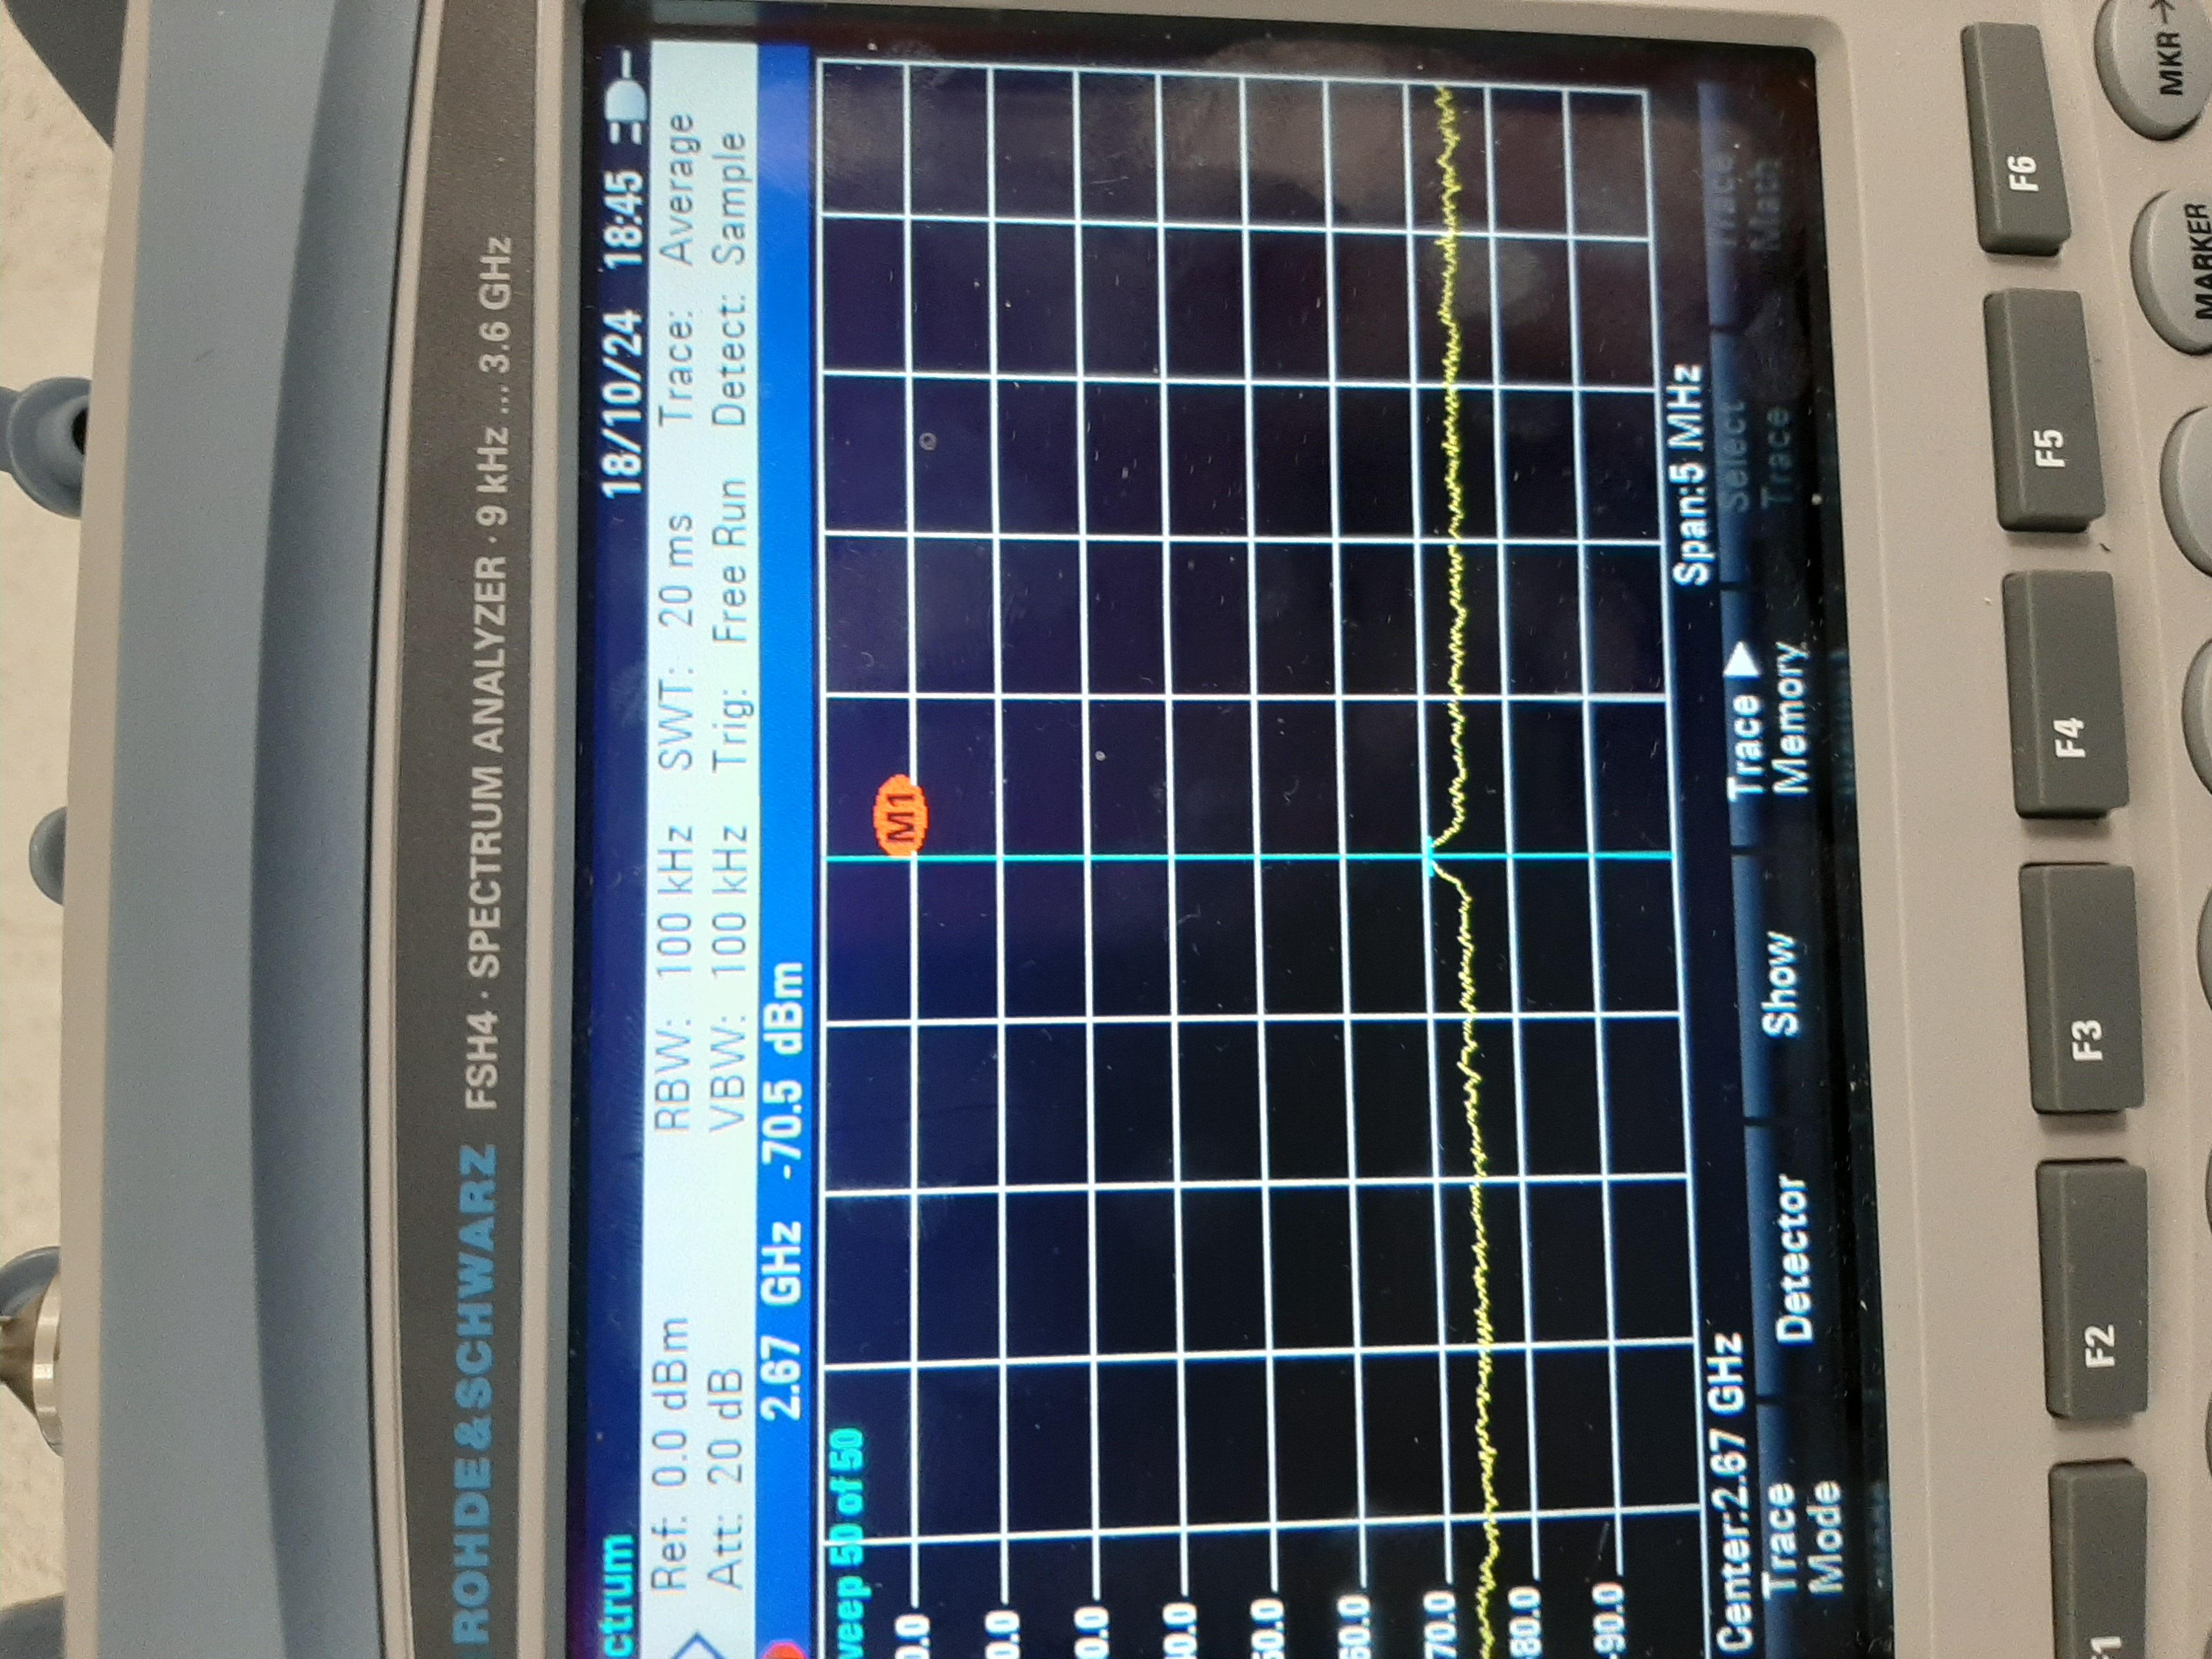 ROHDE&SCHWARZ FSH4 · SPECTRUM ANALYZER · 9 kHz ... 3.6 GHz
ctrum 18/10/24 18:45
Ref: 0.0 dBm RBW: 100 kHz SWT: 20 ms Trace: Average
Att: 20 dB VBW: 100 kHz Trig: Free Run Detect: Sample
2.67 GHz -70.5 dBm
veep 50 of 50
M1
0.0
0.0
0.0
40.0
50.0
60.0
70.0
-80.0
-90.0
Center:2.67 GHz Span:5 MHz
Trace Mode Detector Show Trace ▶ Memory Select Trace Trace Math
F1 F2 F3 F4 F5 F6
MARKER MKR→